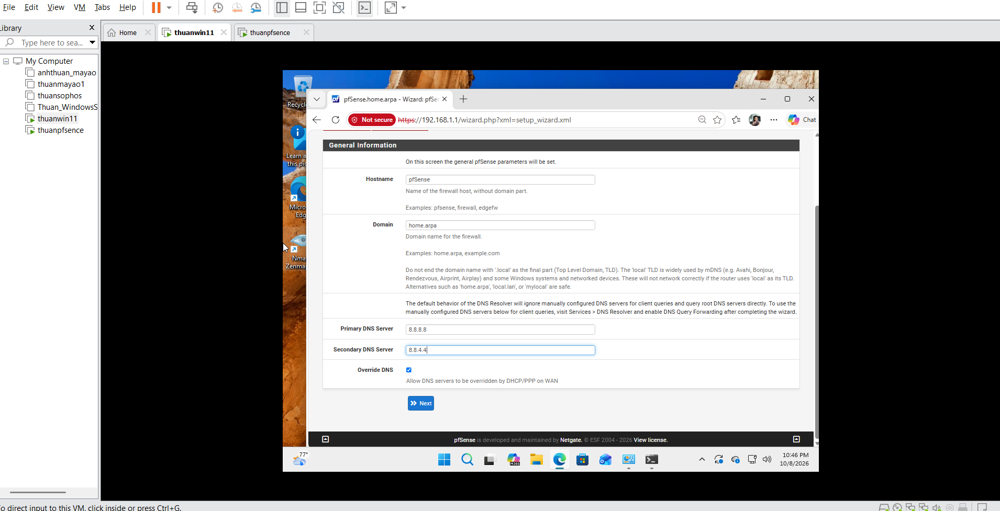 File Edit View VM Tabs Help
Library
Type here to sea...
My Computer
anhthuan_mayao
thuanmayao1
thuansophos
Thuan_WindowsS
thuanwin11
thuanpfsence
Home
thuanwin11
thuanpfsence
Recycl
Learn a
this pic
Micro
Edg
Nma
Zenma
pfSense.home.arpa - Wizard: pfSer
Not secure https://192.168.1.1/wizard.php?xml=setup_wizard.xml
Chat
General Information
On this screen the general pfSense parameters will be set.
Hostname
pfSense
Name of the firewall host, without domain part.
Examples: pfsense, firewall, edgefw
Domain
home.arpa
Domain name for the firewall.
Examples: home.arpa, example.com
Do not end the domain name with '.local' as the final part (Top Level Domain, TLD). The 'local' TLD is widely used by mDNS (e.g. Avahi, Bonjour,
Rendezvous, Airprint, Airplay) and some Windows systems and networked devices. These will not network correctly if the router uses 'local' as its TLD.
Alternatives such as 'home.arpa', 'local.lan', or 'mylocal' are safe.
The default behavior of the DNS Resolver will ignore manually configured DNS servers for client queries and query root DNS servers directly. To use the
manually configured DNS servers below for client queries, visit Services > DNS Resolver and enable DNS Query Forwarding after completing the wizard.
Primary DNS Server
8.8.8.8
Secondary DNS Server
8.8.4.4
Override DNS
Allow DNS servers to be overridden by DHCP/PPP on WAN
Next
pfSense is developed and maintained by Netgate. © ESF 2004 - 2026 View license.
77°
M365
10:46 PM
10/8/2026
o direct input to this VM, click inside or press Ctrl+G.